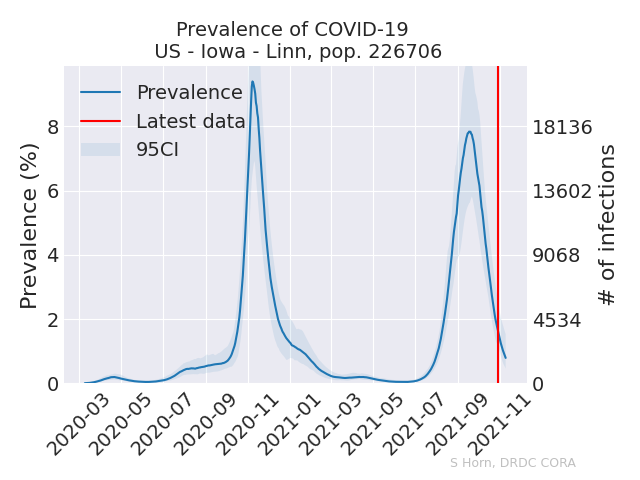 Prevalence of COVID-19
US - Iowa - Linn, pop. 226706
Prevalence
Latest data
95CI
Prevalence (%)
8
6
4
2
0
18136
13602
9068
4534
0
# of infections
2020-03
2020-05
2020-07
2020-09
2020-11
2021-01
2021-03
2021-05
2021-07
2021-09
2021-11
S Horn, DRDC CORA